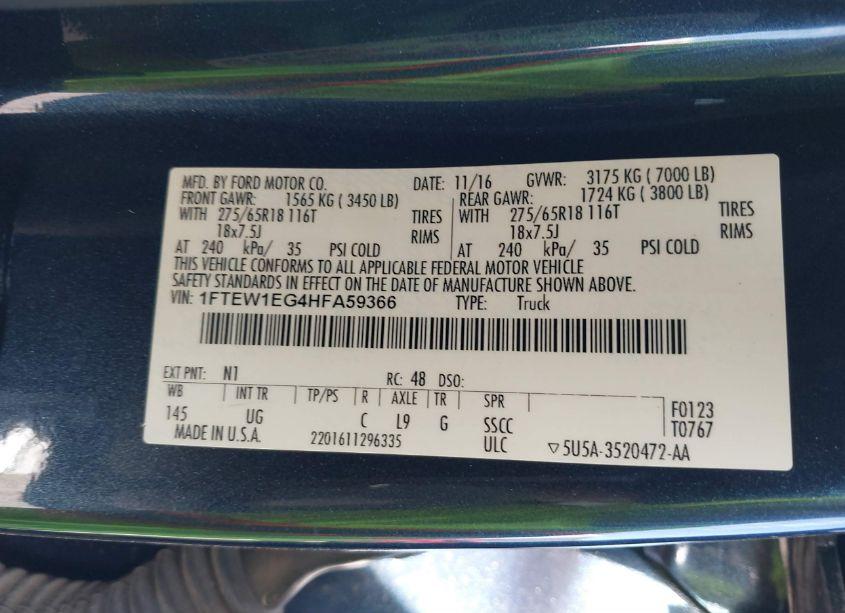 MFD. BY FORD MOTOR CO. DATE: 11/16 GVWR: 3175 KG ( 7000 LB)
FRONT GAWR: 1565 KG ( 3450 LB) REAR GAWR: 1724 KG ( 3800 LB)
WITH 275/65R18 116T TIRES WITH 275/65R18 116T TIRES
18x7.5J RIMS 18x7.5J RIMS
AT 240 kPa/ 35 PSI COLD AT 240 kPa/ 35 PSI COLD
THIS VEHICLE CONFORMS TO ALL APPLICABLE FEDERAL MOTOR VEHICLE
SAFETY STANDARDS IN EFFECT ON THE DATE OF MANUFACTURE SHOWN ABOVE.
VIN: 1FTEW1EG4HFA59366 TYPE: Truck
EXT PNT: N1 RC: 48 DSO:
WB INT TR TP/PS R AXLE TR SPR
145 UG C L9 G SSCC F0123
MADE IN U.S.A. 2201611296335 ULC T0767
▽5U5A-3520472-AA